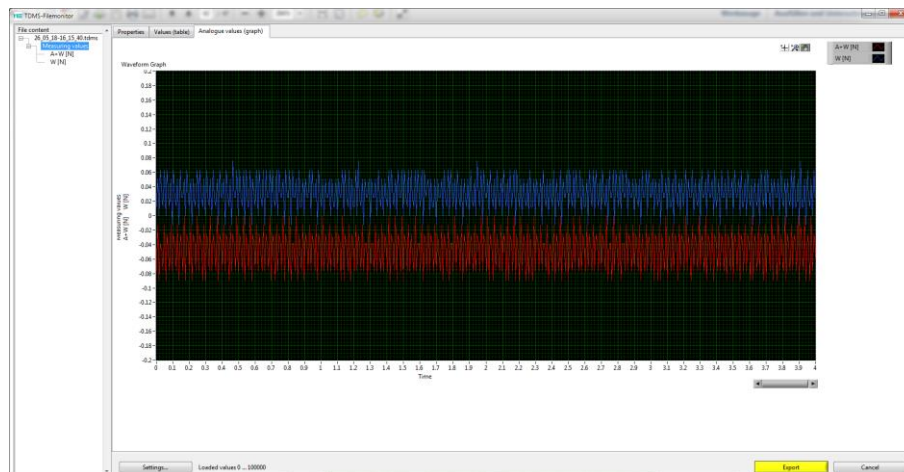 TDMS-Filemonitor
File content
26_05_18-16_15_40.tdms
Measuring values
A+W [N]
W [N]
Properties
Values (table)
Analogue values (graph)
A+W [N]
W [N]
Waveform Graph
0.2
0.18
0.16
0.14
0.12
0.1
0.08
0.06
0.04
0.02
0
-0.02
-0.04
-0.06
-0.08
-0.1
-0.12
-0.14
-0.16
-0.18
-0.2
measuring values
W [N]
A+W [N]
0 0.1 0.2 0.3 0.4 0.5 0.6 0.7 0.8 0.9 1 1.1 1.2 1.3 1.4 1.5 1.6 1.7 1.8 1.9 2 2.1 2.2 2.3 2.4 2.5 2.6 2.7 2.8 2.9 3 3.1 3.2 3.3 3.4 3.5 3.6 3.7 3.8 3.9 4
Time
Settings...
Loaded values 0 ... 100000
Export
Cancel